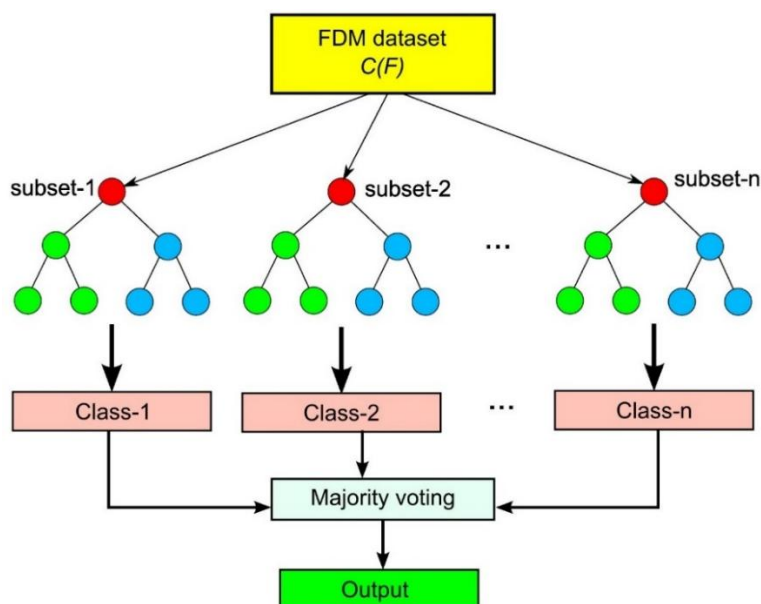 FDM dataset
C(F)
subset-1
subset-2
subset-n
...
Class-1
Class-2
...
Class-n
Majority voting
Output